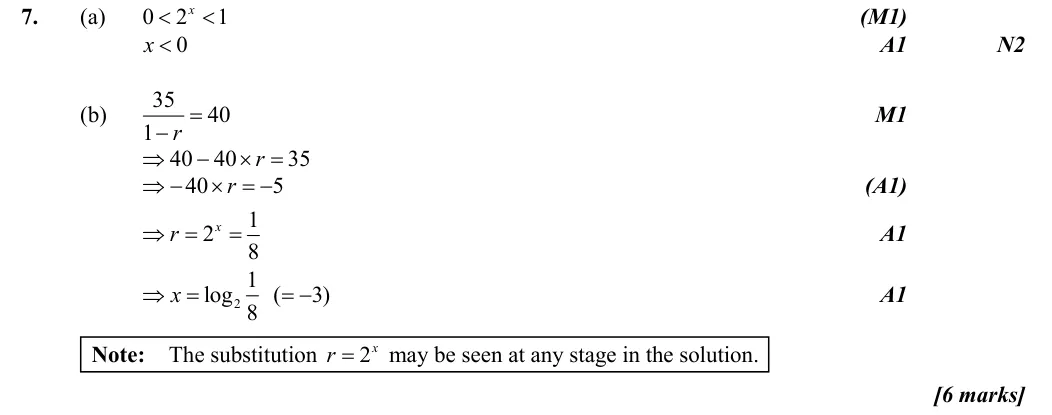 7. (a) 0 < 2^x < 1 (M1)
x < 0 A1 N2
(b) 35/(1 − r) = 40 M1
⇒ 40 − 40 × r = 35
⇒ −40 × r = −5 (A1)
⇒ r = 2^x = 1/8 A1
⇒ x = log₂ 1/8 (= −3) A1
Note: The substitution r = 2^x may be seen at any stage in the solution.
[6 marks]